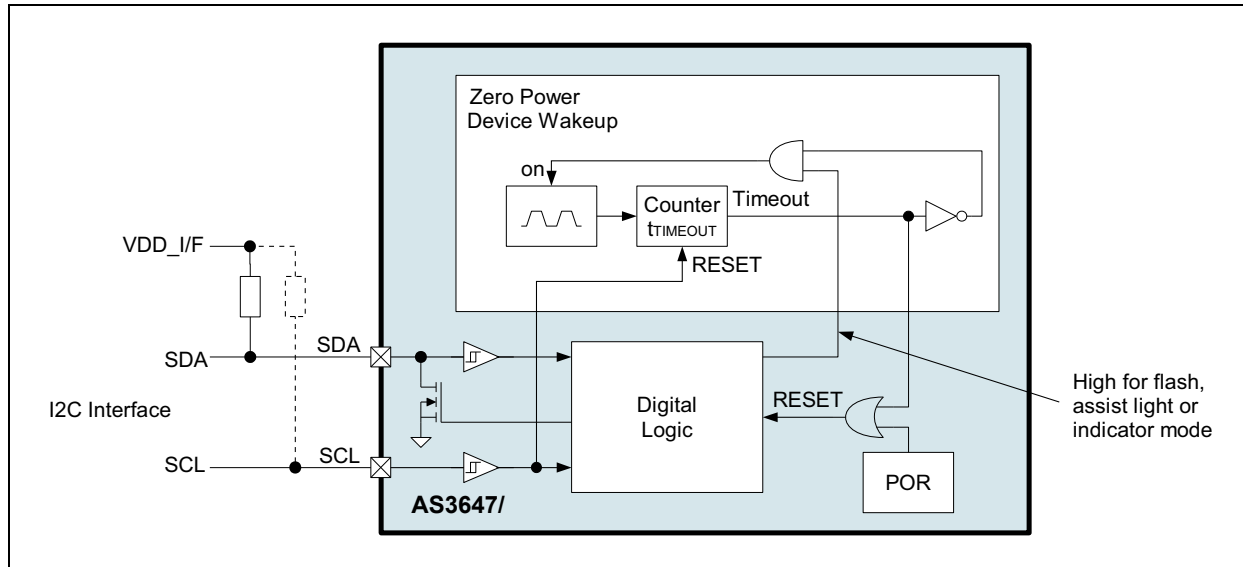 Zero Power
Device Wakeup
on
Counter
tTIMEOUT
Timeout
RESET
VDD_I/F
SDA
SDA
I2C Interface
SCL
SCL
Digital
Logic
RESET
POR
High for flash,
assist light or
indicator mode
AS3647/